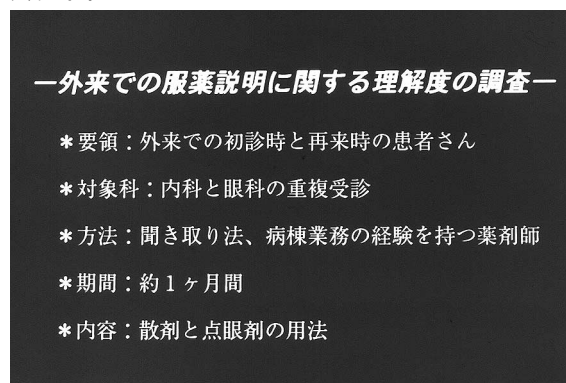 ―外来での服薬説明に関する理解度の調査―
＊要領：外来での初診時と再来時の患者さん
＊対象科：内科と眼科の重複受診
＊方法：聞き取り法、病棟業務の経験を持つ薬剤師
＊期間：約１ヶ月間
＊内容：散剤と点眼剤の用法